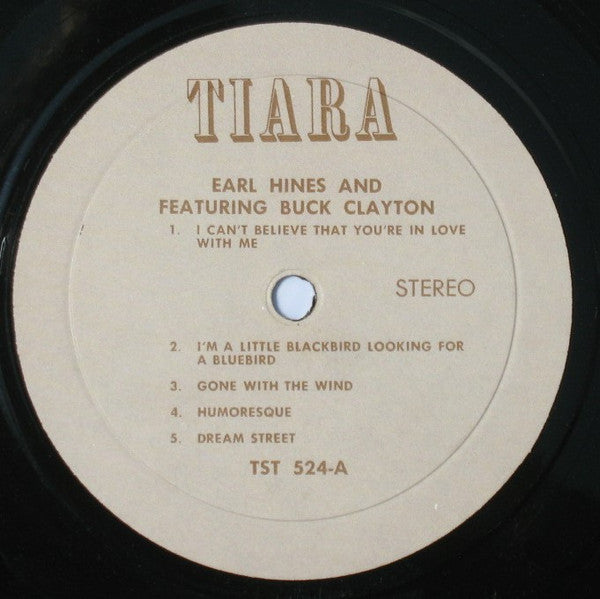 TIARA
EARL HINES AND
FEATURING BUCK CLAYTON
1. I CAN'T BELIEVE THAT YOU'RE IN LOVE
WITH ME
STEREO
2. I'M A LITTLE BLACKBIRD LOOKING FOR
A BLUEBIRD
3. GONE WITH THE WIND
4. HUMORESQUE
5. DREAM STREET
TST 524-A